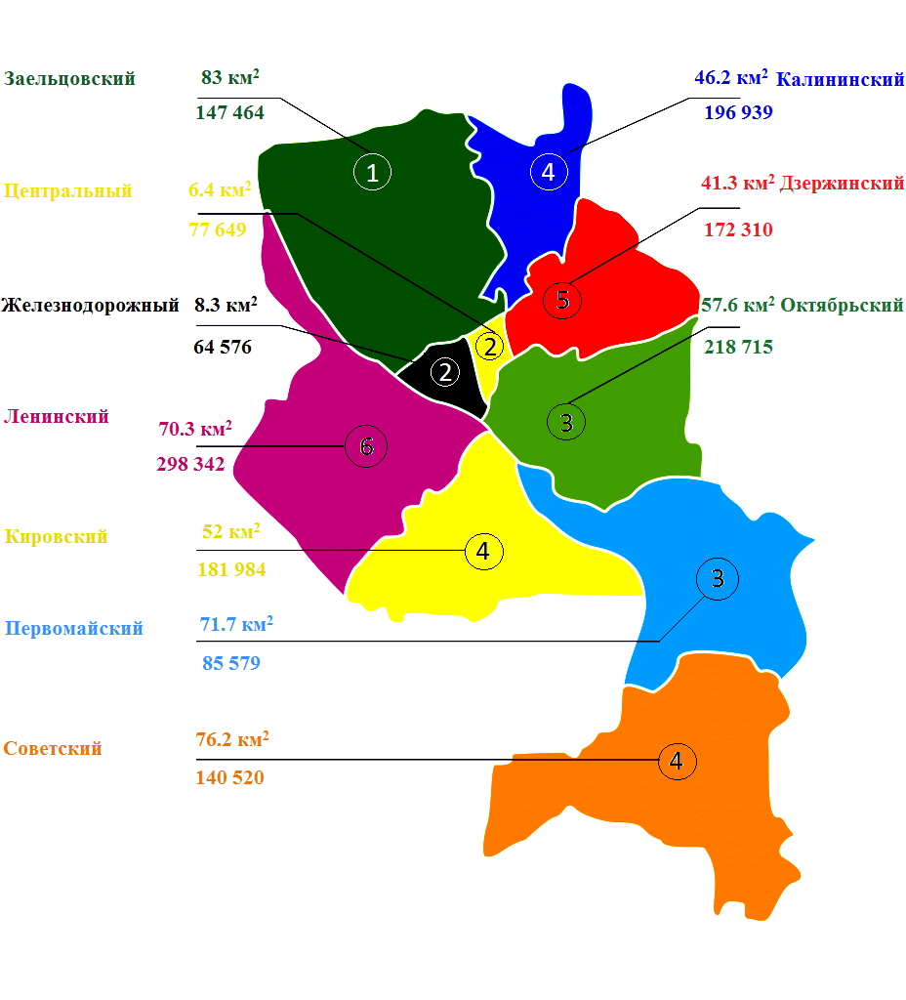 Заельцовский 83 км² 46.2 км² Калининский
147 464 196 939
1 4
Центральный 6.4 км² 41.3 км² Дзержинский
77 649 172 310
5
Железнодорожный 8.3 км² 57.6 км² Октябрьский
64 576 2 218 715
2
3
Ленинский
70.3 км²
6
298 342
Кировский 52 км²
4
181 984
3
Первомайский 71.7 км²
85 579
Советский 76.2 км²
4
140 520